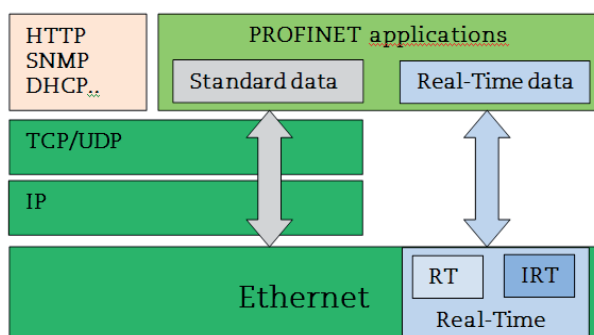 HTTP
SNMP
DHCP..
PROFINET applications
Standard data
Real-Time data
TCP/UDP
IP
Ethernet
RT
IRT
Real-Time